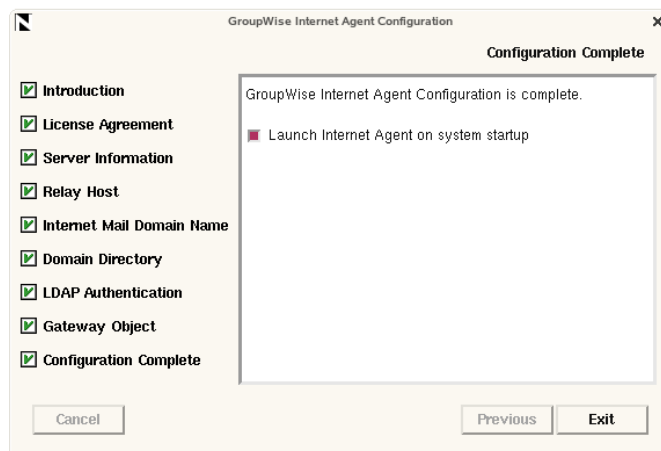 GroupWise Internet Agent Configuration
Configuration Complete
Introduction
License Agreement
Server Information
Relay Host
Internet Mail Domain Name
Domain Directory
LDAP Authentication
Gateway Object
Configuration Complete
GroupWise Internet Agent Configuration is complete.
Launch Internet Agent on system startup
Cancel
Previous
Exit